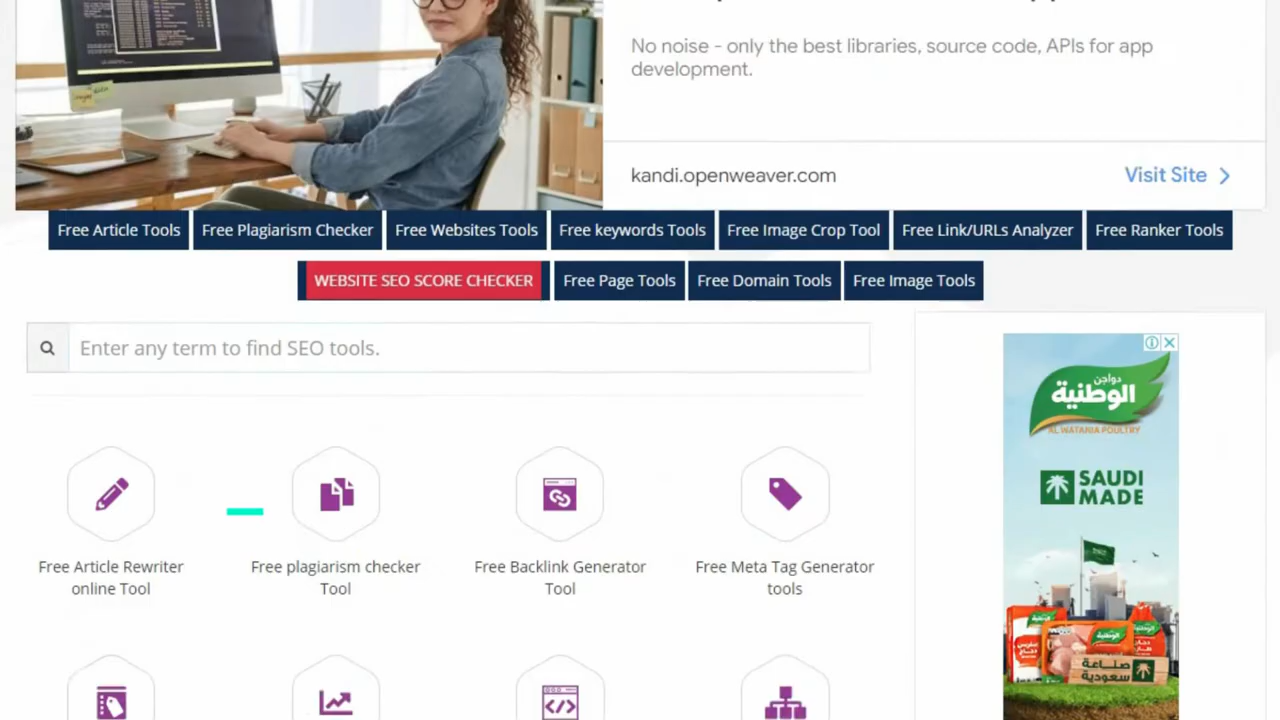 No noise - only the best libraries, source code, APIs for app
development.
kandi.openweaver.com
Visit Site
Free Article Tools
Free Plagiarism Checker
Free Websites Tools
Free keywords Tools
Free Image Crop Tool
Free Link/URLs Analyzer
Free Ranker Tools
WEBSITE SEO SCORE CHECKER
Free Page Tools
Free Domain Tools
Free Image Tools
Enter any term to find SEO tools.
Free Article Rewriter
online Tool
Free plagiarism checker
Tool
Free Backlink Generator
Tool
Free Meta Tag Generator
tools
دواجن
الوطنية
AL WATANIA POULTRY
SAUDI
MADE
صناعة
سعودية